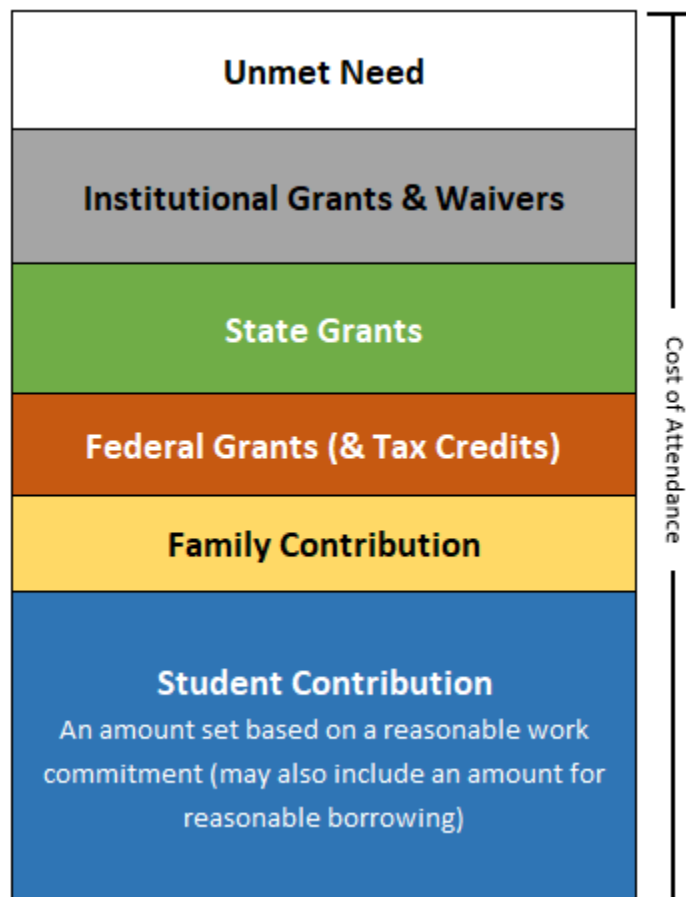 Unmet Need
Institutional Grants & Waivers
State Grants
Federal Grants (& Tax Credits)
Family Contribution
Student Contribution
An amount set based on a reasonable work
commitment (may also include an amount for
reasonable borrowing)
Cost of Attendance